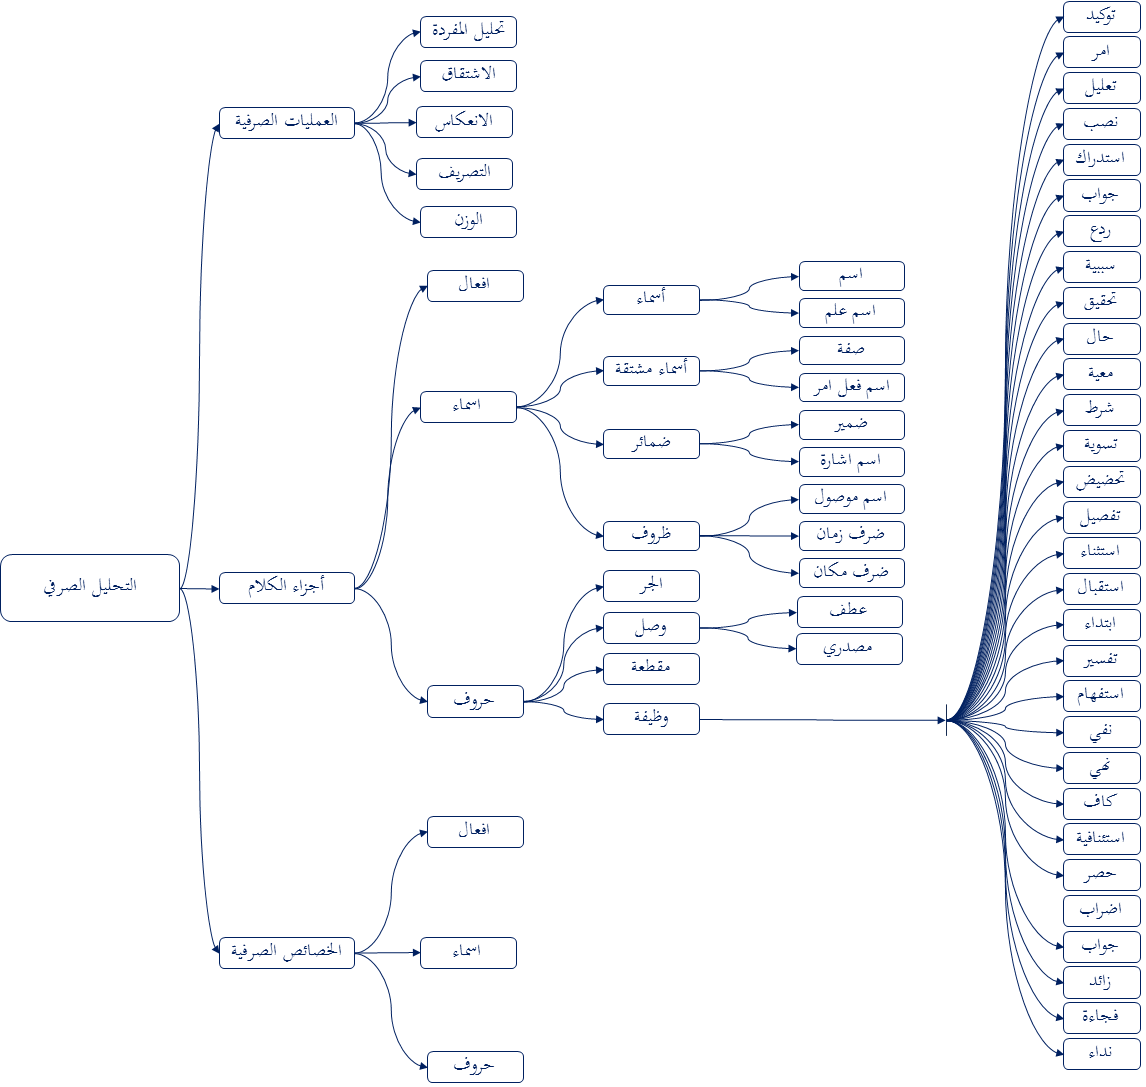 التحليل الصرفي
العمليات الصرفية
تحليل المفردة
الاشتقاق
الانعكاس
التصريف
الوزن
أجزاء الكلام
افعال
اسماء
أسماء
اسم
اسم علم
أسماء مشتقة
صفة
اسم فعل امر
ضمائر
ضمير
اسم اشارة
ظروف
اسم موصول
ضرف زمان
ضرف مكان
حروف
الجر
وصل
عطف
مصدري
مقطعة
وظيفة
توكيد
امر
تعليل
نصب
استدراك
جواب
ردع
سببية
تحقيق
حال
معية
شرط
تسوية
تحضيض
تفصيل
استثناء
استقبال
ابتداء
تفسير
استفهام
نفي
نهي
كاف
استئنافية
حصر
اضراب
جواب
زائد
فجاءة
نداء
الخصائص الصرفية
افعال
اسماء
حروف